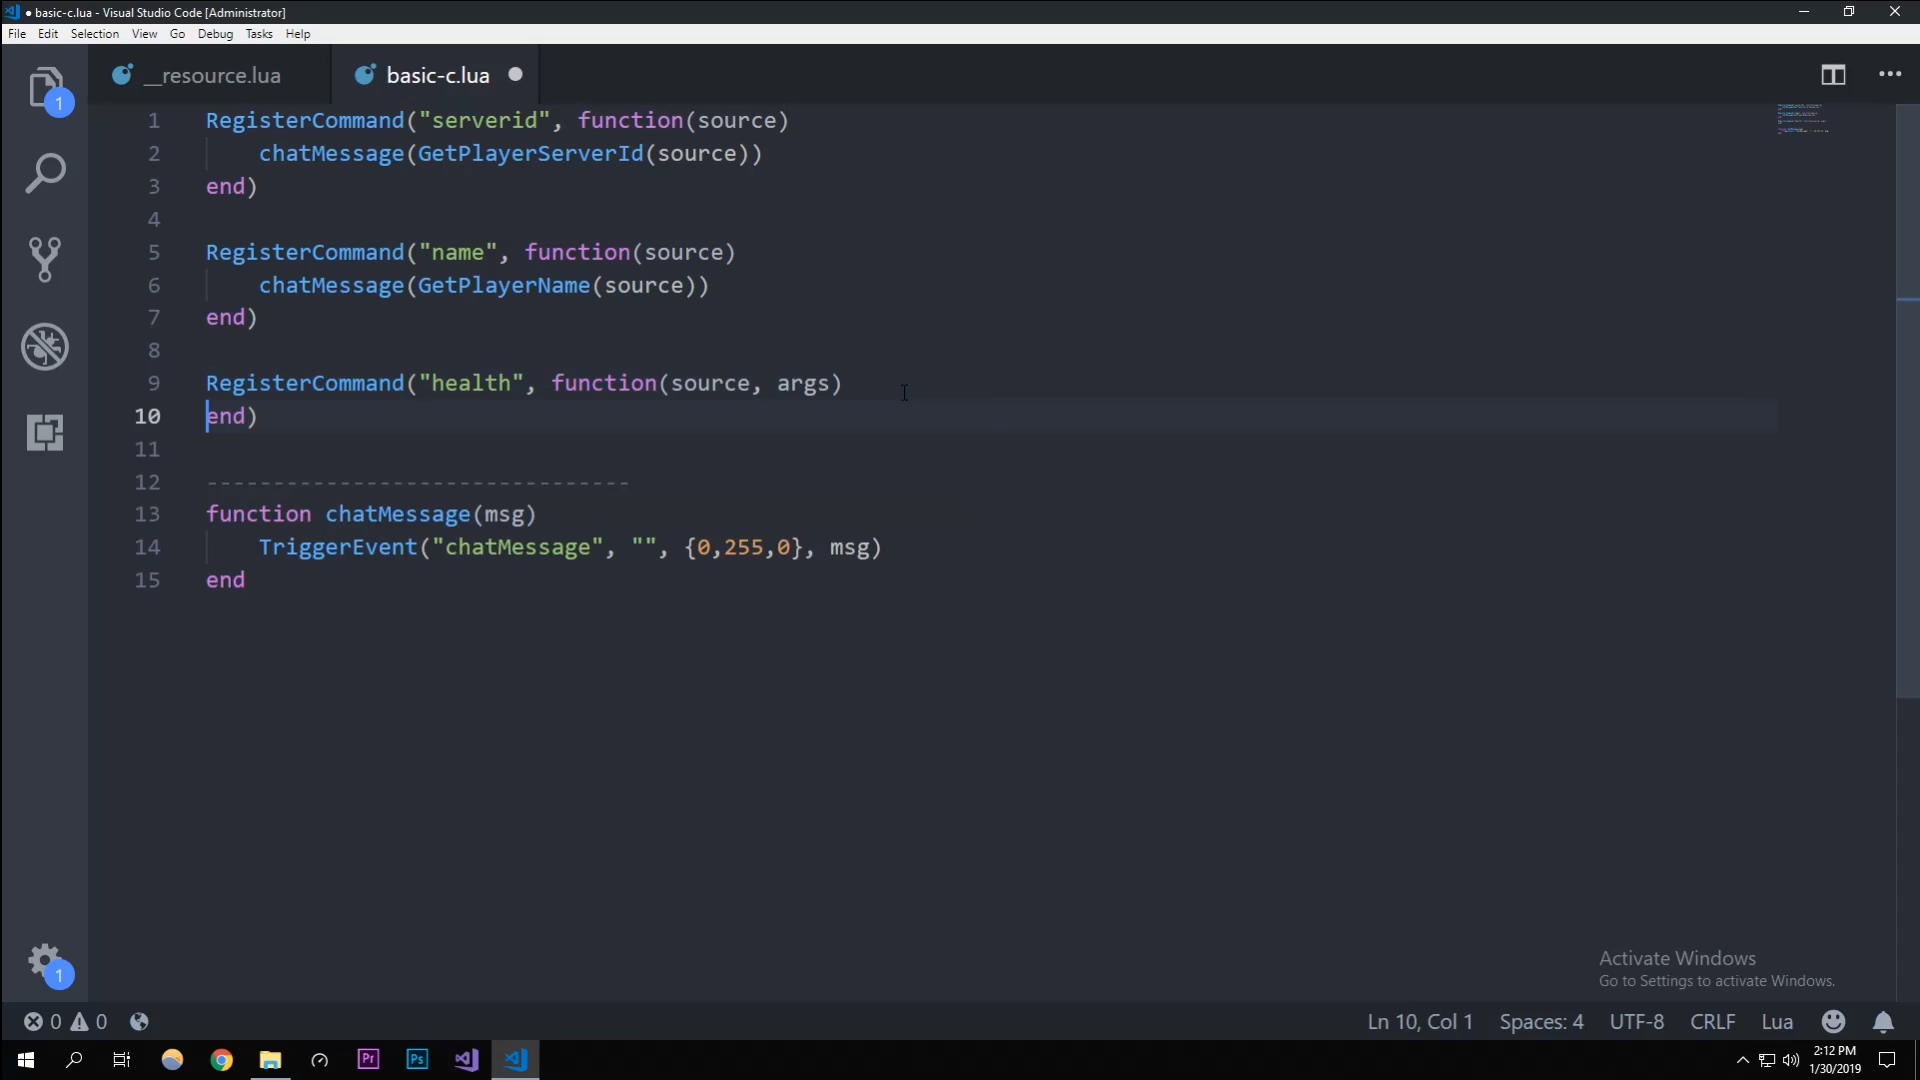 ● basic-c.lua - Visual Studio Code [Administrator]
File Edit Selection View Go Debug Tasks Help
1
__resource.lua
basic-c.lua
1 RegisterCommand("serverid", function(source)
2     chatMessage(GetPlayerServerId(source))
3 end)
4
5 RegisterCommand("name", function(source)
6     chatMessage(GetPlayerName(source))
7 end)
8
9 RegisterCommand("health", function(source, args)
10 end)
11
12 --------------------------------
13 function chatMessage(msg)
14     TriggerEvent("chatMessage", "", {0,255,0}, msg)
15 end
1
Activate Windows
Go to Settings to activate Windows.
0 0
Ln 10, Col 1 Spaces: 4 UTF-8 CRLF Lua
Pr Ps
2:12 PM
1/30/2019